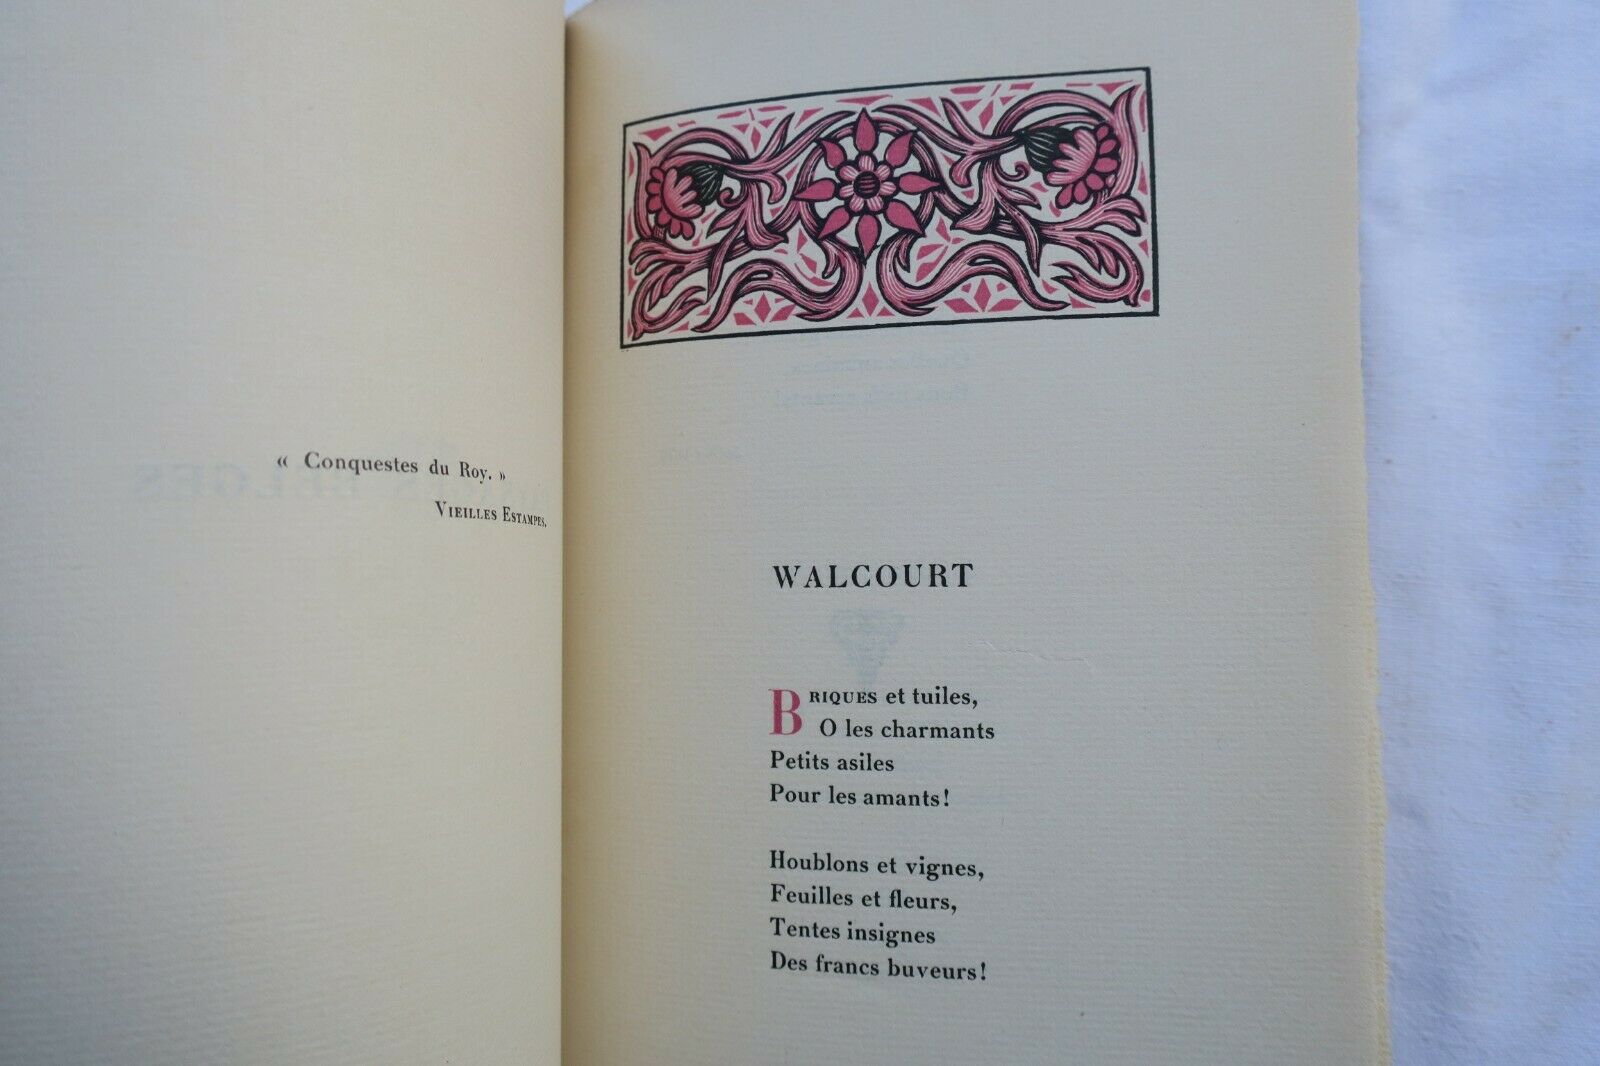 « Conquestes du Roy. »
VIEILLES ESTAMPES.
WALCOURT
BRIQUES et tuiles,
O les charmants
Petits asiles
Pour les amants!
Houblons et vignes,
Feuilles et fleurs,
Tentes insignes
Des francs buveurs!